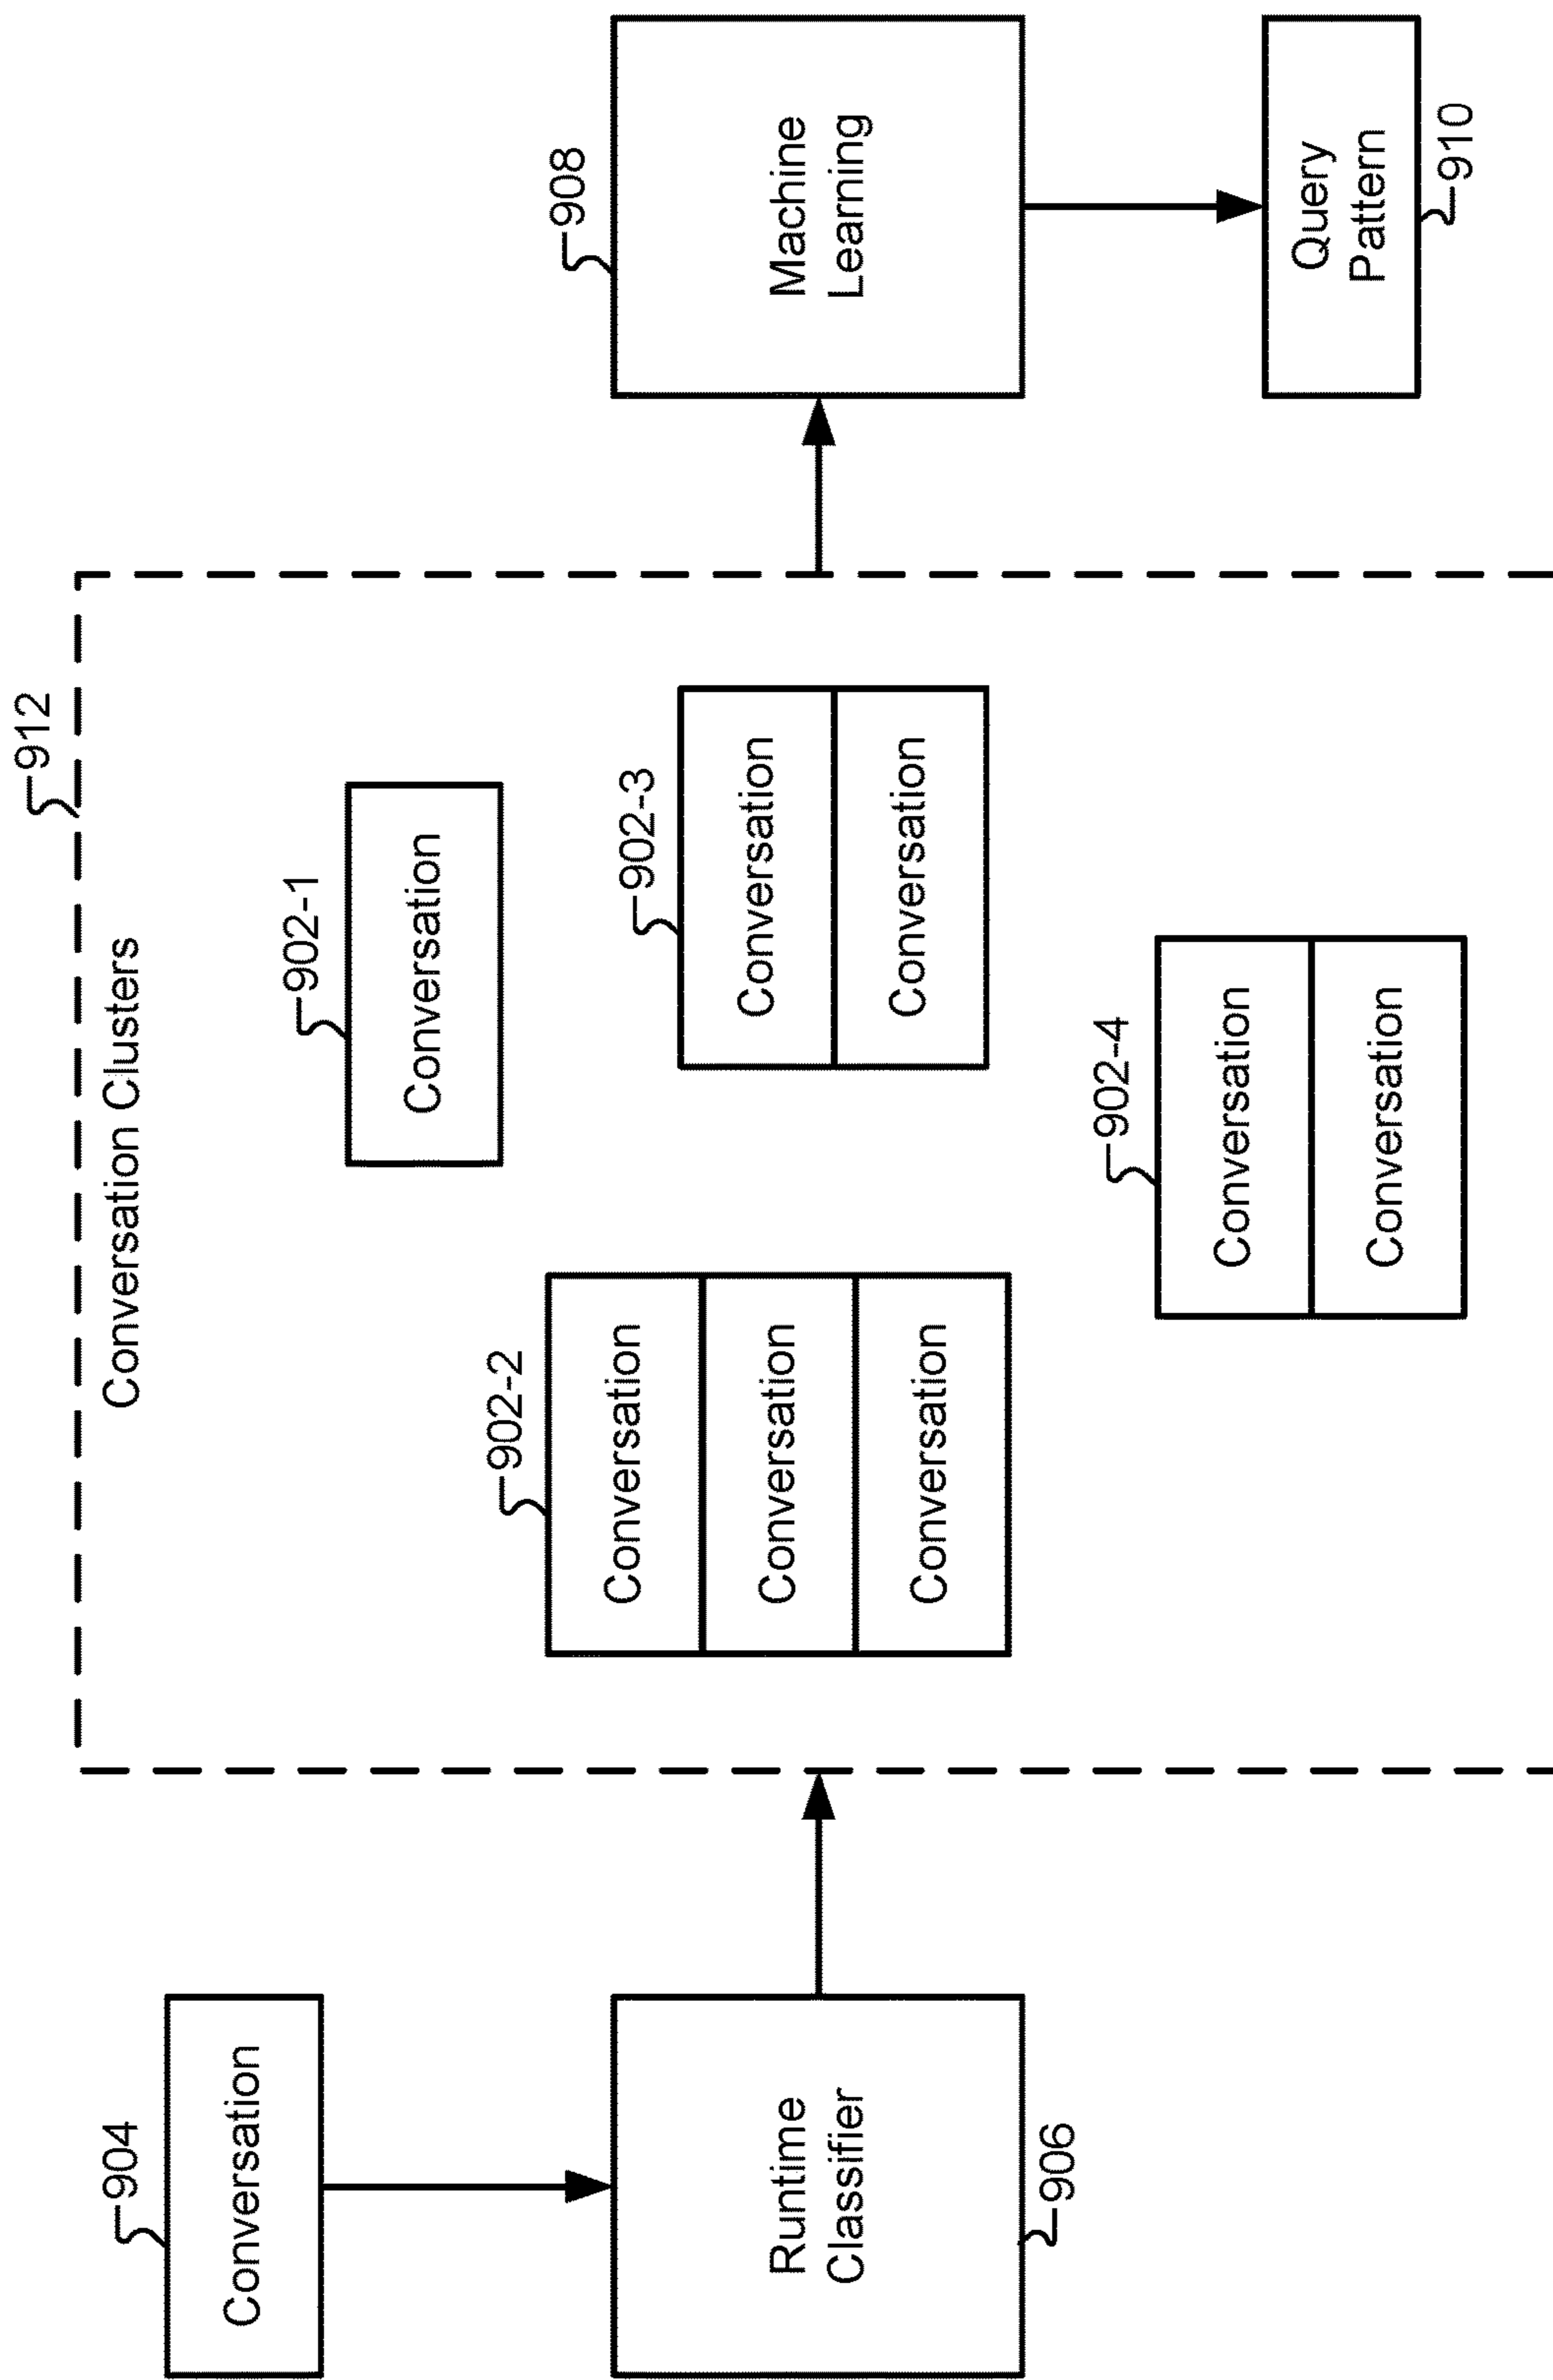 904
Conversation
Runtime
Classifier
906
912
Conversation Clusters
902-1
Conversation
902-2
Conversation
Conversation
Conversation
902-3
Conversation
Conversation
902-4
Conversation
Conversation
908
Machine
Learning
Query
Pattern
910